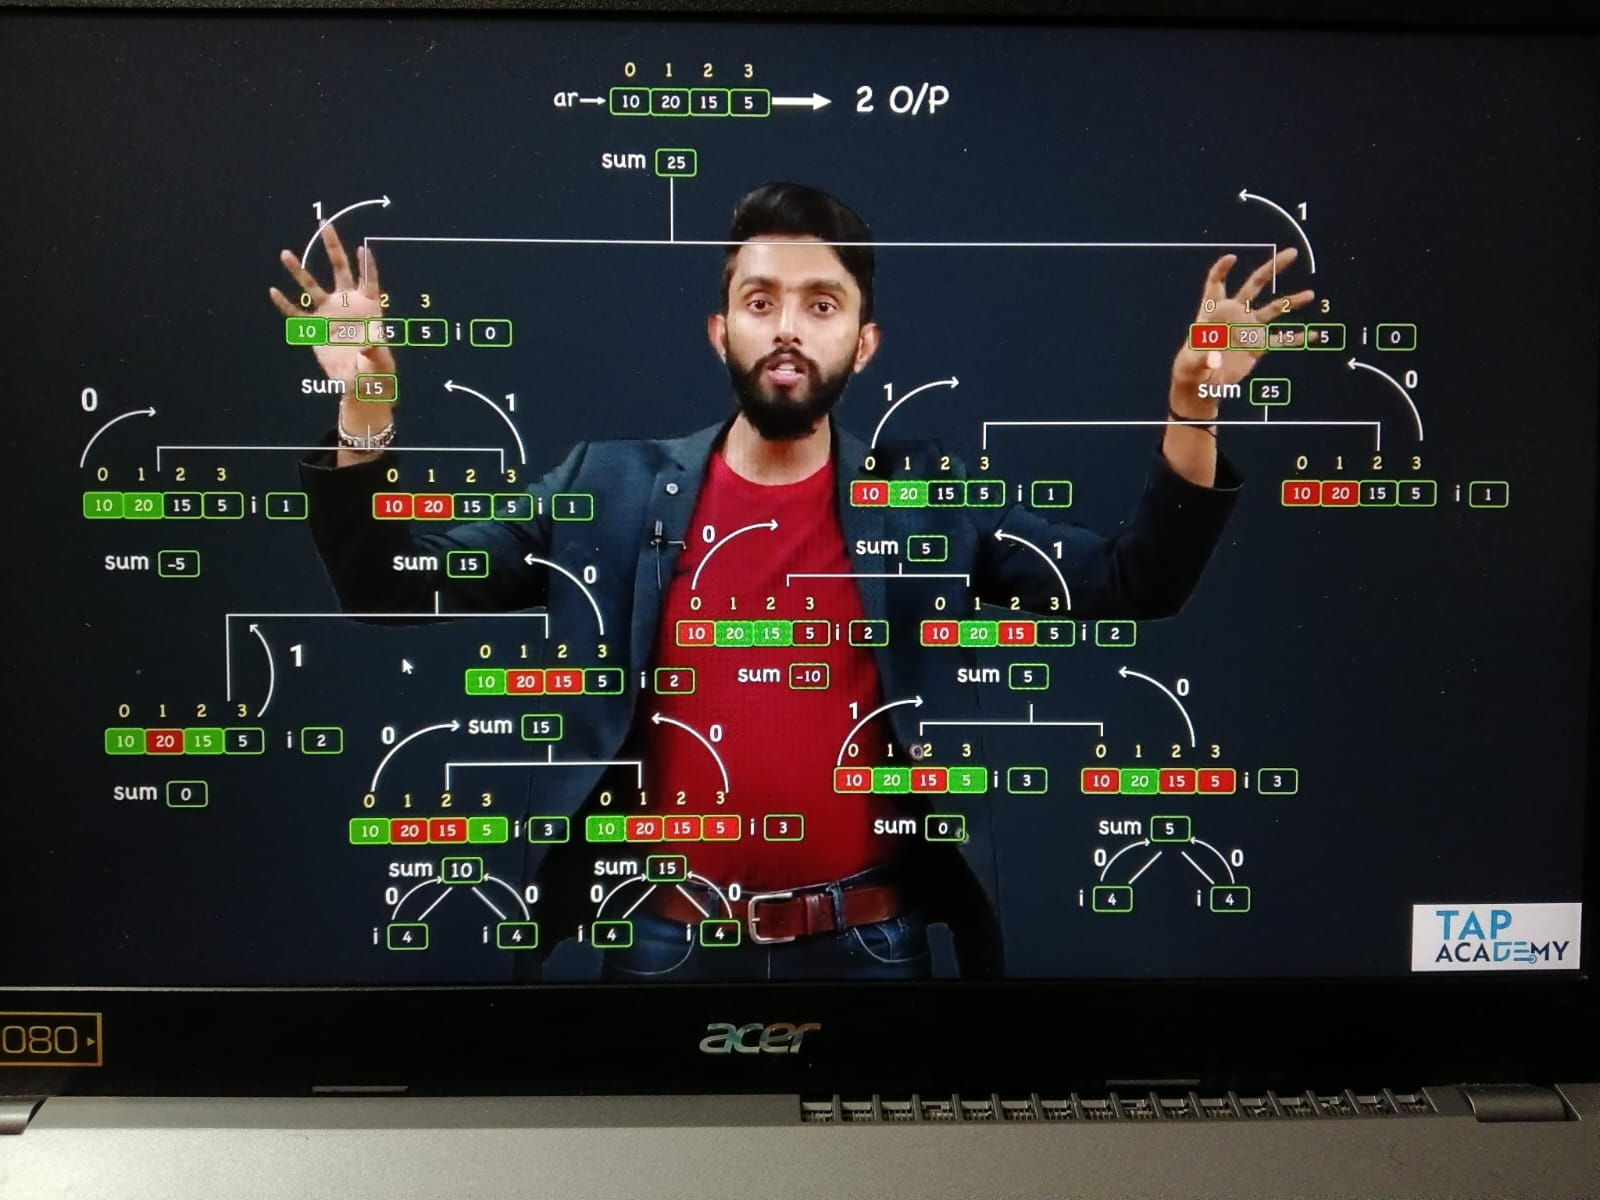 0 1 2 3
ar 10 20 15 5 2 O/P
sum 25
1 1
0 1 2 3
10 20 15 5 i 0
0 1 2 3
10 20 15 5 i 0
sum 15
sum 25
0 1 1 0
0 1 2 3
10 20 15 5 i 1
0 1 2 3
10 20 15 5 i 1
0 1 2 3
10 20 15 5 i 1
0 1 2 3
10 20 15 5 i 1
sum -5
sum 15
sum 5
0 0 1
1
0 1 2 3
10 20 15 5 i 2
0 1 2 3
10 20 15 5 i 2
0 1 2 3
10 20 15 5 i 2
0 1 2 3
10 20 15 5 i 2
sum 0
sum 15
sum -10
sum 5
0 0 1 0
0 1 2 3
10 20 15 5 i 3
0 1 2 3
10 20 15 5 i 3
0 1 2 3
10 20 15 5 i 3
0 1 2 3
10 20 15 5 i 3
sum 10
sum 15
sum 0
sum 5
0 0 0 0 0 0
i 4 i 4 i 4 i 4 i 4 i 4
TAP
ACADEMY
080
acer